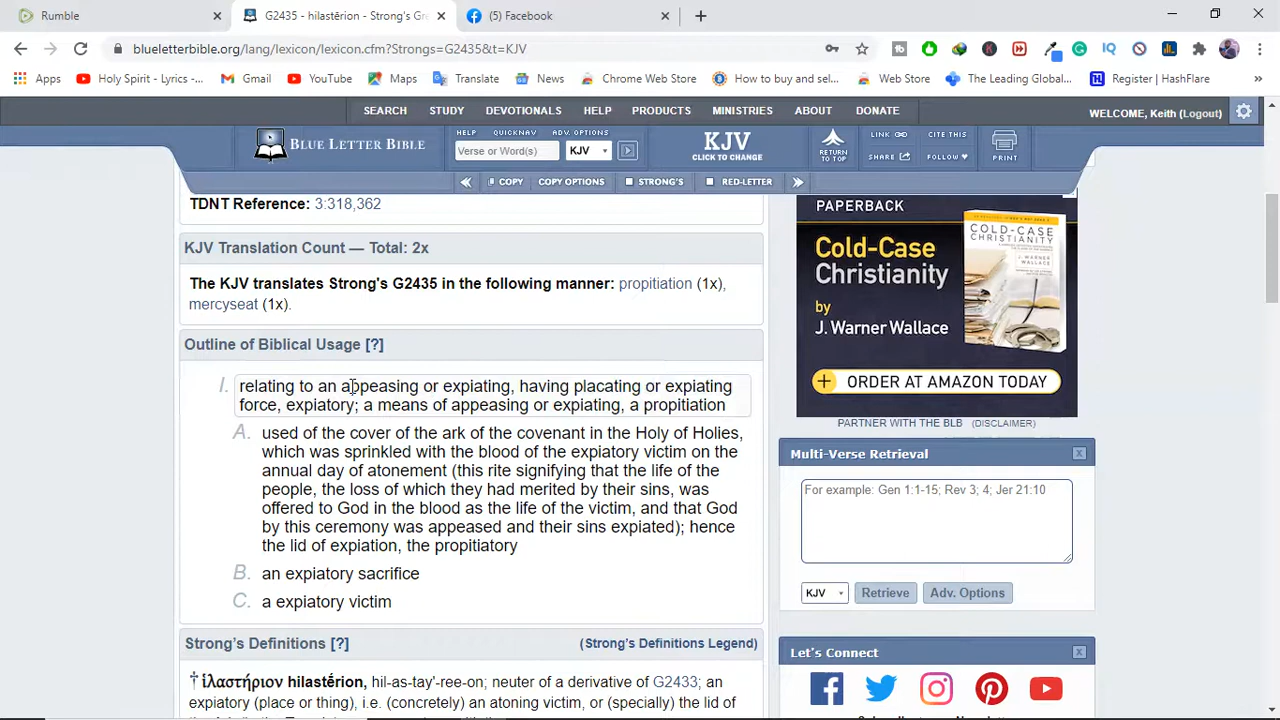 Rumble
G2435 - hilastērion - Strong's Gre
(5) Facebook
blueletterbible.org/lang/lexicon/lexicon.cfm?Strongs=G2435&t=KJV
Apps Holy Spirit - Lyrics -... Gmail YouTube Maps Translate News Chrome Web Store How to buy and sel... Web Store The Leading Global... Register | HashFlare »
SEARCH STUDY DEVOTIONALS HELP PRODUCTS MINISTRIES ABOUT DONATE
WELCOME, Keith (Logout)
BLUE LETTER BIBLE
HELP QUICKNAV ADV. OPTIONS
Verse or Word(s) KJV
KJV
CLICK TO CHANGE
RETURN
TO TOP
LINK CITE THIS
SHARE FOLLOW
PRINT
COPY COPY OPTIONS STRONG'S RED-LETTER
TDNT Reference: 3:318,362
KJV Translation Count — Total: 2x
The KJV translates Strong's G2435 in the following manner: propitiation (1x),
mercyseat (1x).
Outline of Biblical Usage [?]
I. relating to an appeasing or expiating, having placating or expiating
force, expiatory; a means of appeasing or expiating, a propitiation
A. used of the cover of the ark of the covenant in the Holy of Holies,
which was sprinkled with the blood of the expiatory victim on the
annual day of atonement (this rite signifying that the life of the
people, the loss of which they had merited by their sins, was
offered to God in the blood as the life of the victim, and that God
by this ceremony was appeased and their sins expiated); hence
the lid of expiation, the propitiatory
B. an expiatory sacrifice
C. a expiatory victim
Strong's Definitions [?] (Strong's Definitions Legend)
† ἱλαστήριον hilastḗrion, hil-as-tay'-ree-on; neuter of a derivative of G2433; an
expiatory (place or thing), i.e. (concretely) an atoning victim, or (specially) the lid of
PAPERBACK
Cold-Case
Christianity
by
J. Warner Wallace
COLD-CASE
CHRISTIANITY
J. WARNER WALLACE
ORDER AT AMAZON TODAY
PARTNER WITH THE BLB (DISCLAIMER)
Multi-Verse Retrieval x
For example: Gen 1:1-15; Rev 3; 4; Jer 21:10
KJV Retrieve Adv. Options
Let's Connect x